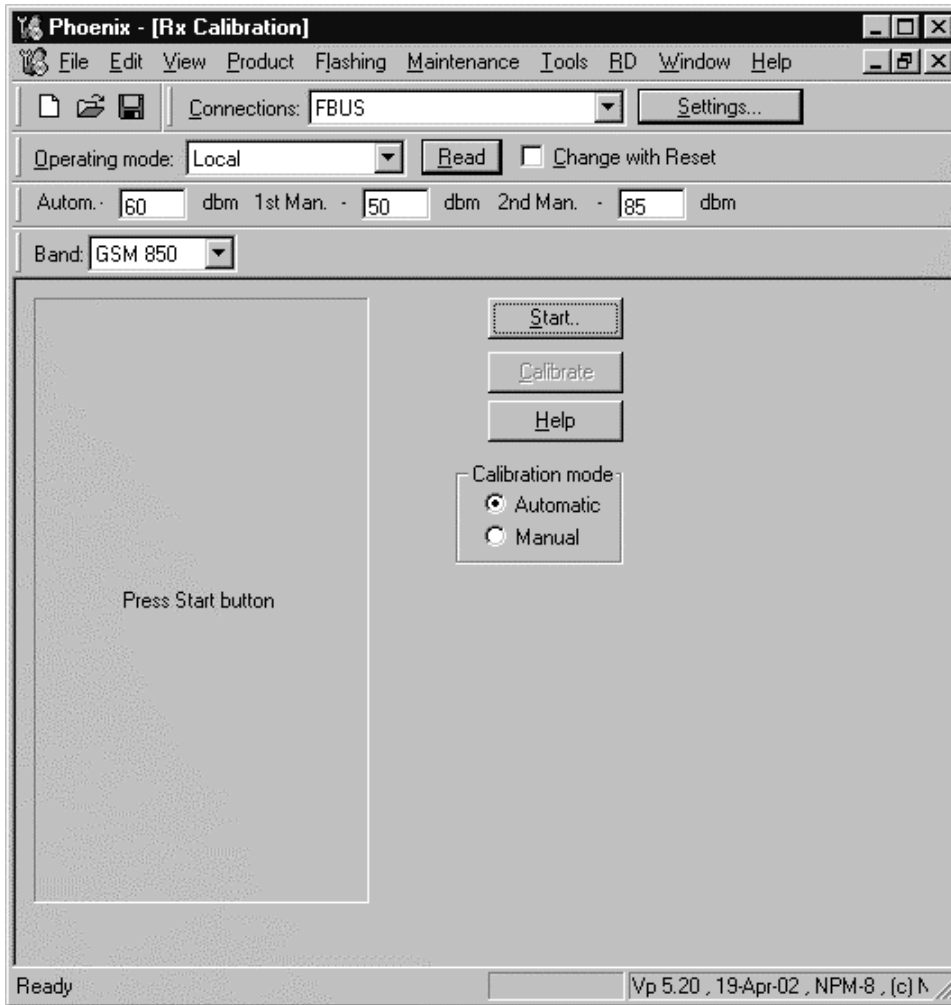 Phoenix - [Rx Calibration]
File Edit View Product Flashing Maintenance Tools RD Window Help
Connections: FBUS Settings...
Operating mode: Local Read Change with Reset
Autom. - 60 dbm 1st Man. - 50 dbm 2nd Man. - 85 dbm
Band: GSM 850
Start..
Calibrate
Help
Calibration mode
Automatic
Manual
Press Start button
Ready Vp 5.20 , 19-Apr-02 , NPM-8 , (c) N